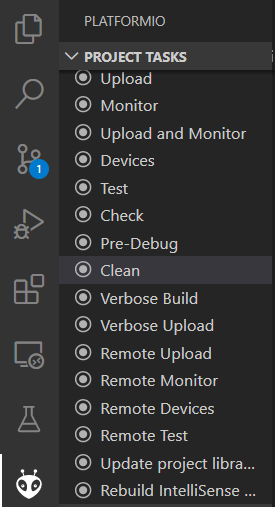 PLATFORMIO
PROJECT TASKS
Upload
Monitor
Upload and Monitor
Devices
Test
Check
Pre-Debug
1
Clean
Verbose Build
Verbose Upload
Remote Upload
Remote Monitor
Remote Devices
Remote Test
Update project libra...
Rebuild IntelliSense ...